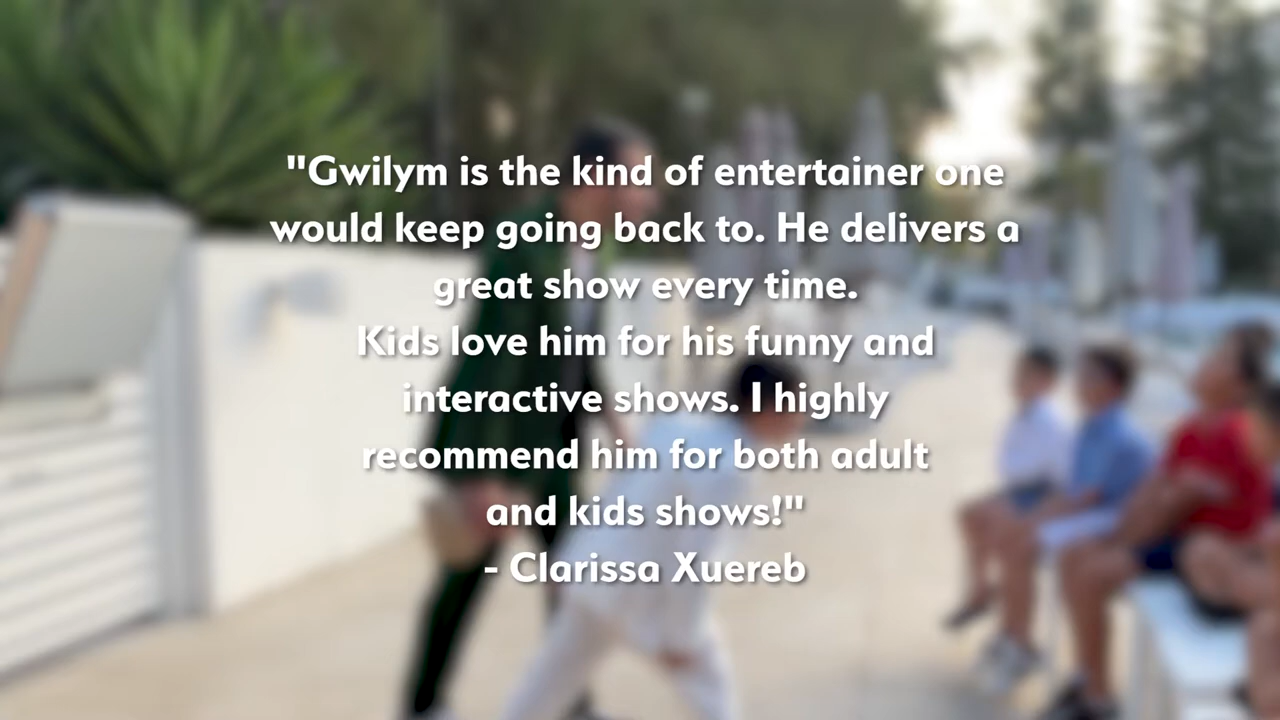 "Gwilym is the kind of entertainer one
would keep going back to. He delivers a
great show every time.
Kids love him for his funny and
interactive shows. I highly
recommend him for both adult
and kids shows!"
- Clarissa Xuereb